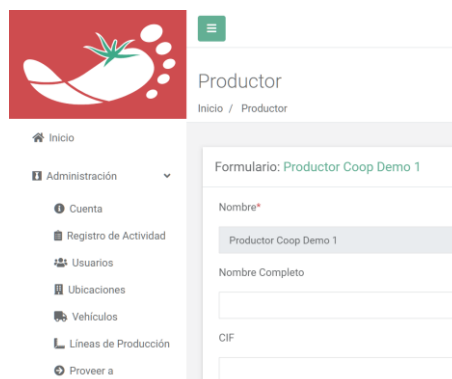 Productor
Inicio / Productor
Inicio
Administración
Cuenta
Registro de Actividad
Usuarios
Ubicaciones
Vehículos
Líneas de Producción
Proveer a
Formulario: Productor Coop Demo 1
Nombre*
Productor Coop Demo 1
Nombre Completo
CIF